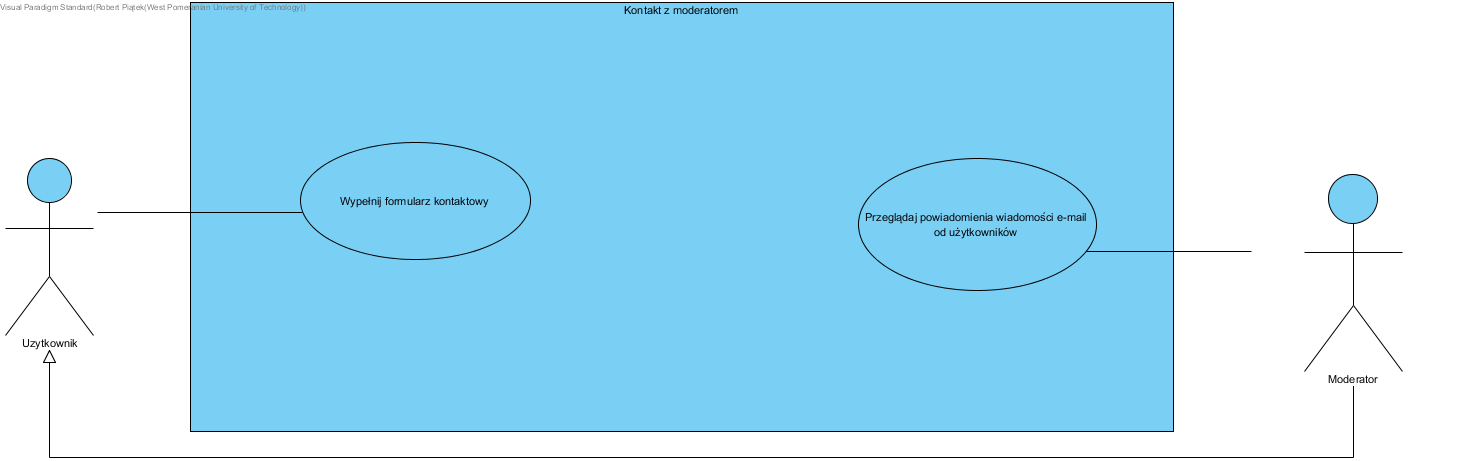 Visual Paradigm Standard(Robert Piątek(West Pomeranian University of Technology))
Kontakt z moderatorem
Wypełnij formularz kontaktowy
Przeglądaj powiadomienia wiadomości e-mail
od użytkowników
Uzytkownik
Moderator